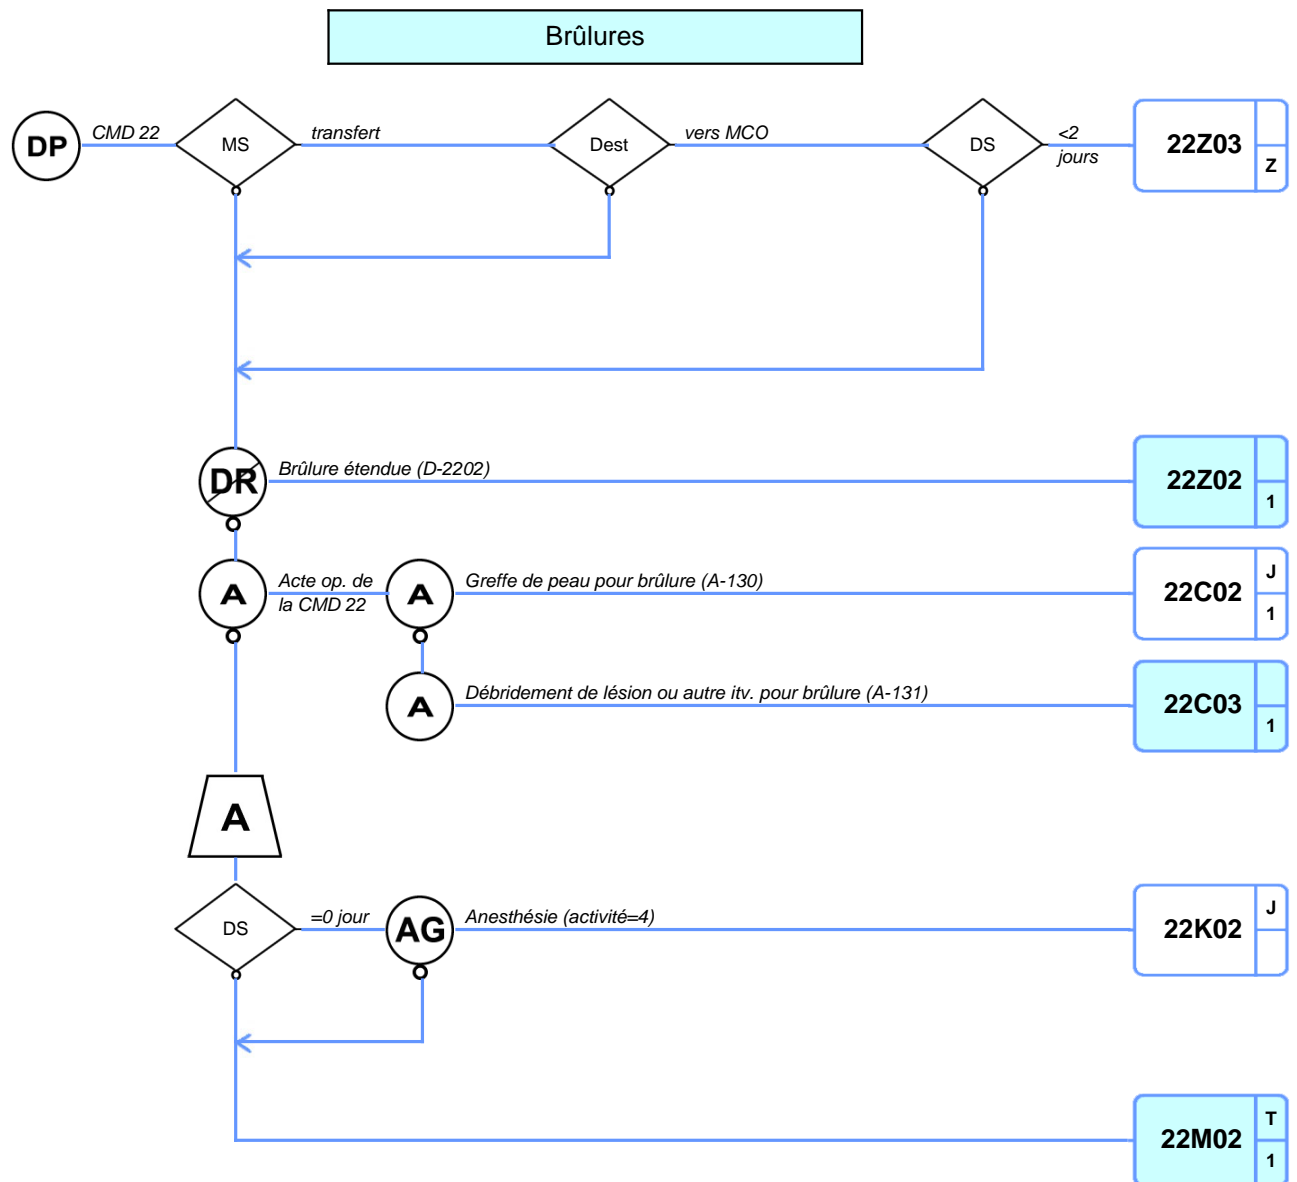 Brûlures
DP
CMD 22
MS
transfert
Dest
vers MCO
DS
<2
jours
22Z03
Z
DR
Brûlure étendue (D-2202)
22Z02
1
A
Acte op. de
la CMD 22
A
Greffe de peau pour brûlure (A-130)
22C02
J
1
A
Débridement de lésion ou autre itv. pour brûlure (A-131)
22C03
1
A
DS
=0 jour
AG
Anesthésie (activité=4)
22K02
J
22M02
T
1